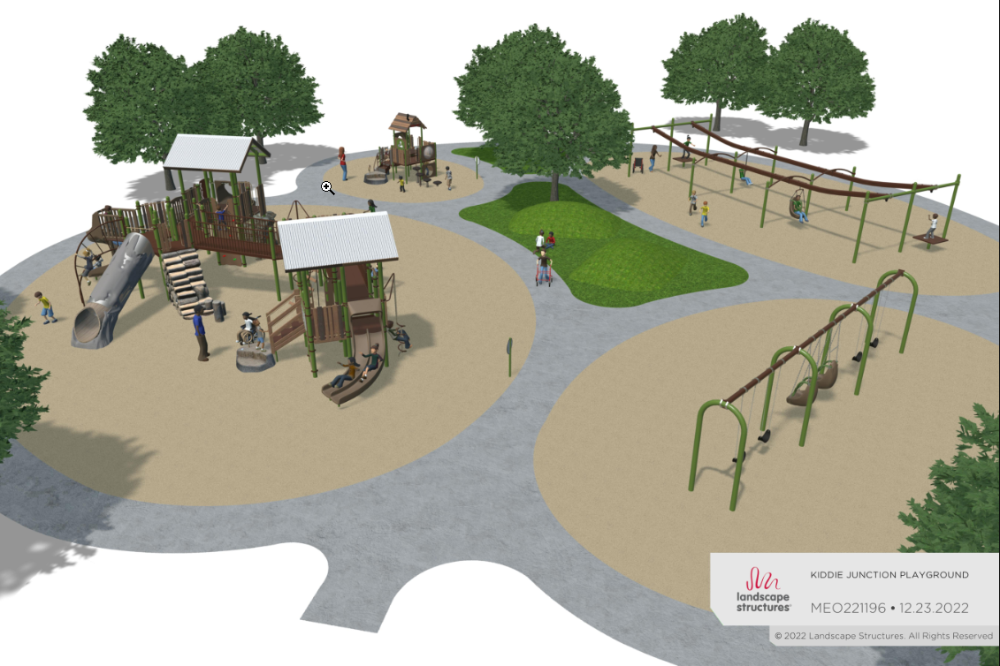 landscape
structures
KIDDIE JUNCTION PLAYGROUND
MEO221196 • 12.23.2022
© 2022 Landscape Structures. All Rights Reserved